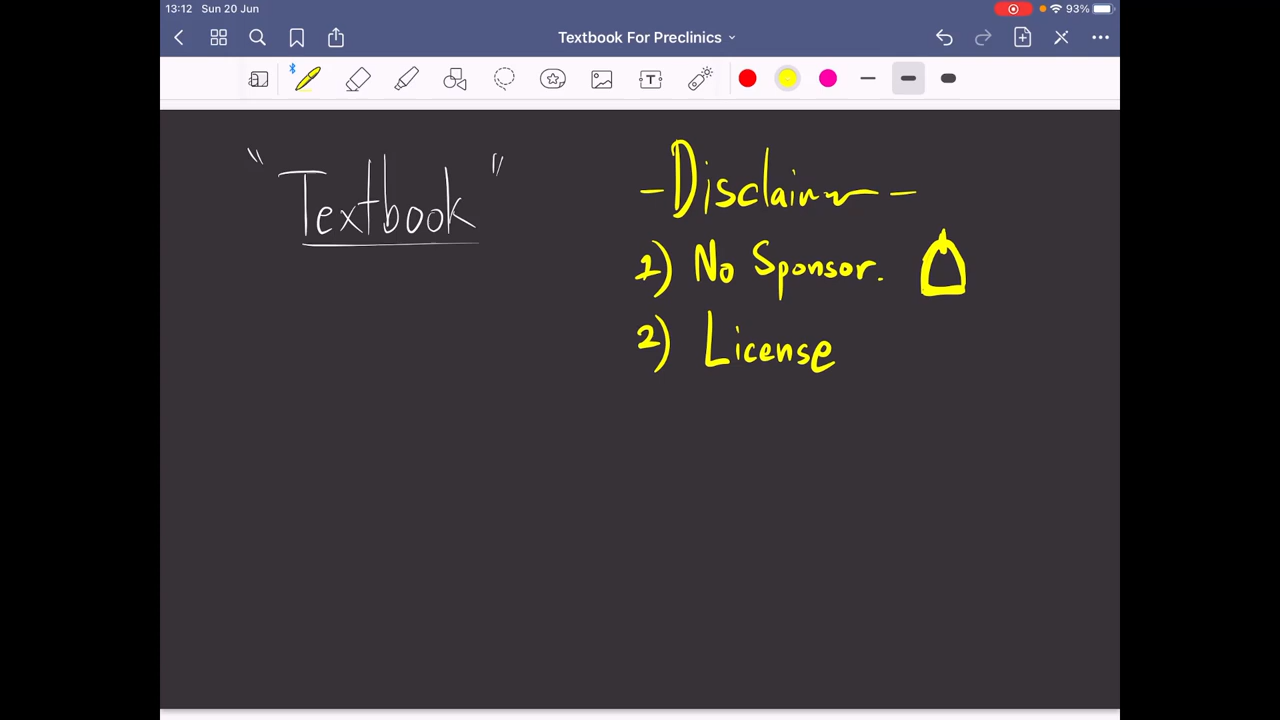 13:12 Sun 20 Jun 93%
Textbook For Preclinics
T
"Textbook"
-Disclaimer-
1) No Sponsor.
2) License